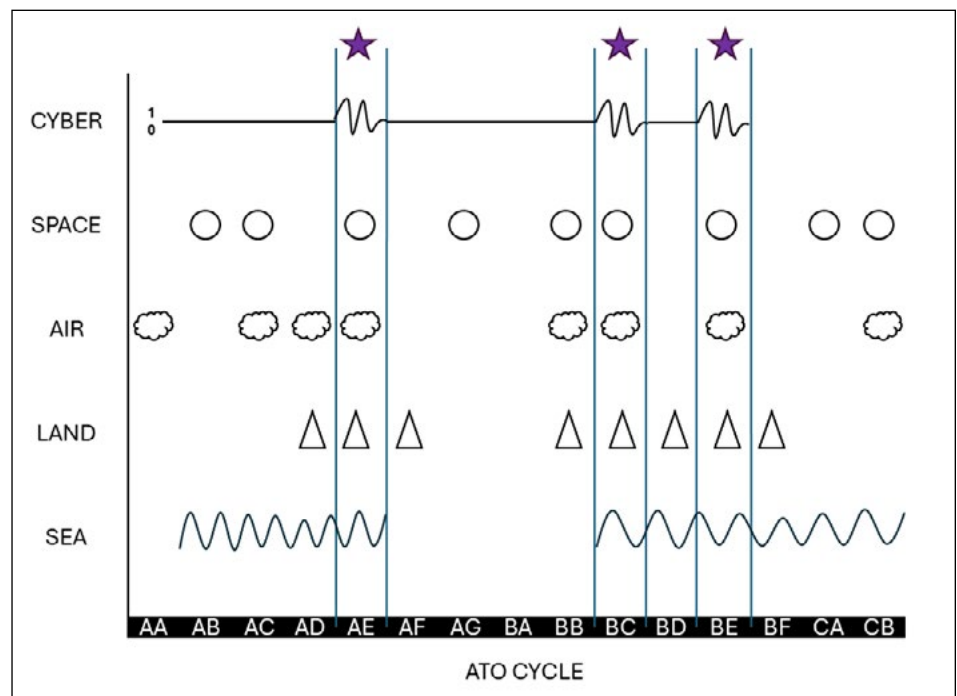 CYBER
1
0
SPACE
AIR
LAND
SEA
AA AB AC AD AE AF AG BA BB BC BD BE BF CA CB
ATO CYCLE